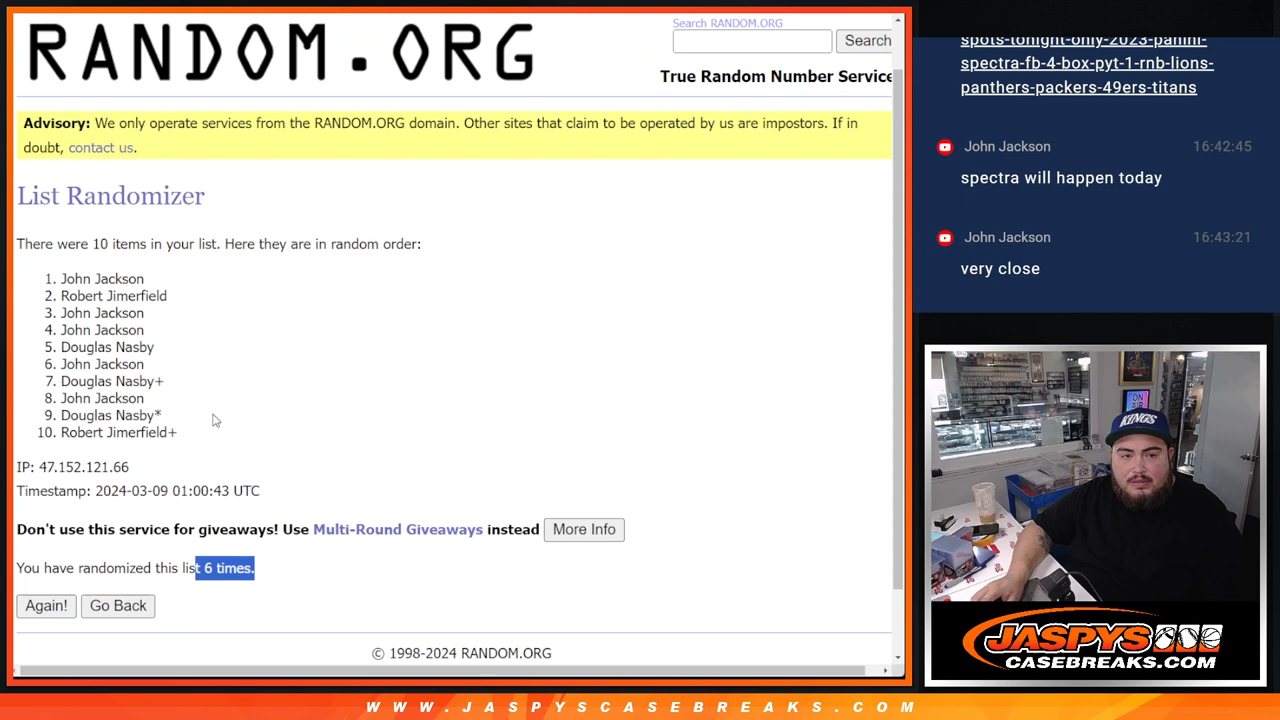 RANDOM.ORG
Search RANDOM.ORG
Search
True Random Number Service
Advisory: We only operate services from the RANDOM.ORG domain. Other sites that claim to be operated by us are impostors. If in
doubt, contact us.
List Randomizer
There were 10 items in your list. Here they are in random order:
1. John Jackson
2. Robert Jimerfield
3. John Jackson
4. John Jackson
5. Douglas Nasby
6. John Jackson
7. Douglas Nasby+
8. John Jackson
9. Douglas Nasby*
10. Robert Jimerfield+
IP: 47.152.121.66
Timestamp: 2024-03-09 01:00:43 UTC
Don't use this service for giveaways! Use Multi-Round Giveaways instead More Info
You have randomized this list 6 times.
Again! Go Back
© 1998-2024 RANDOM.ORG
spots-tonight-only-2023-panini-
spectra-fb-4-box-pyt-1-rnb-lions-
panthers-packers-49ers-titans
John Jackson 16:42:45
spectra will happen today
John Jackson 16:43:21
very close
ON
AIR
KINGS
JASPYS
CASEBREAKS.COM
WWW.JASPYSCASEBREAKS.COM